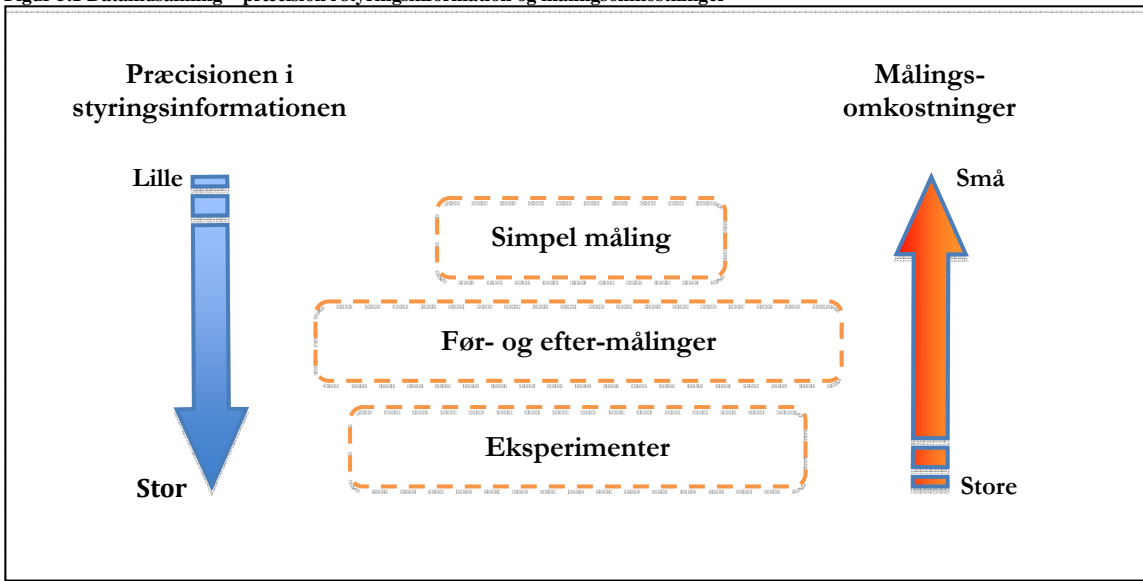 Præcisionen i
styringsinformationen
Målings-
omkostninger
Lille
Små
Simpel måling
Før- og efter-målinger
Eksperimenter
Stor
Store